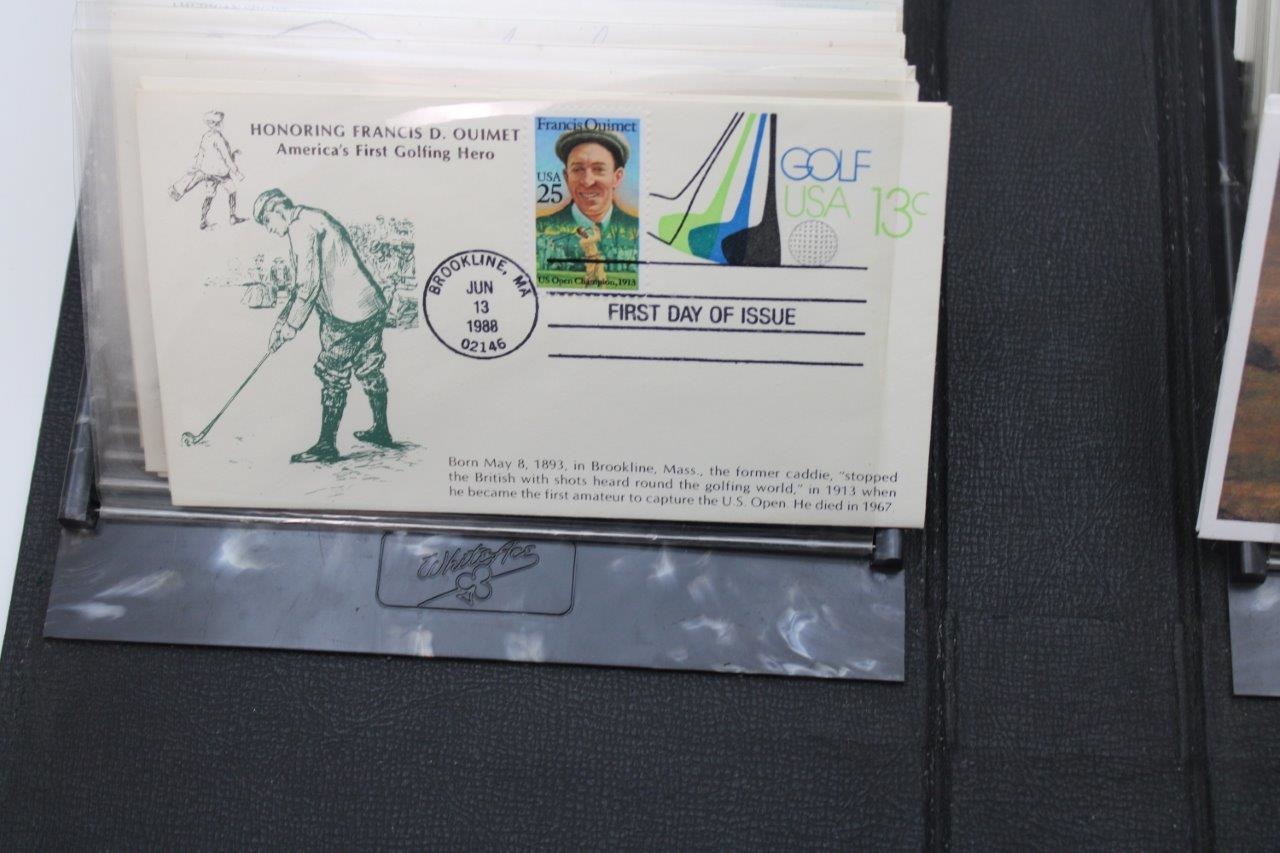 HONORING FRANCIS D. OUIMET
America's First Golfing Hero
Francis Ouimet
USA
25
US Open Champion, 1913
GOLF
USA 13c
BROOKLINE, MA
JUN
13
1988
02146
FIRST DAY OF ISSUE
Born May 8, 1893, in Brookline, Mass., the former caddie, "stopped
the British with shots heard round the golfing world," in 1913 when
he became the first amateur to capture the U.S. Open. He died in 1967.
White Ace